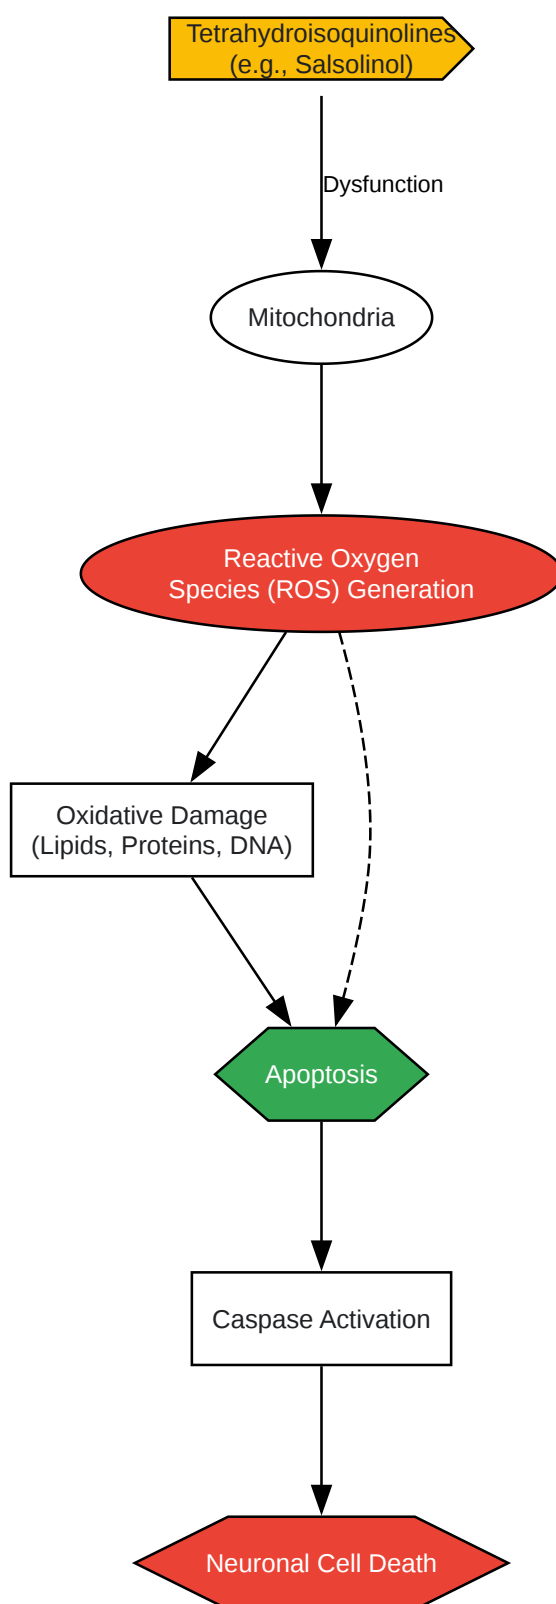 Tetrahydroisoquinolines
(e.g., Salsolinol)
Dysfunction
Mitochondria
Reactive Oxygen
Species (ROS) Generation
Oxidative Damage
(Lipids, Proteins, DNA)
Apoptosis
Caspase Activation
Neuronal Cell Death